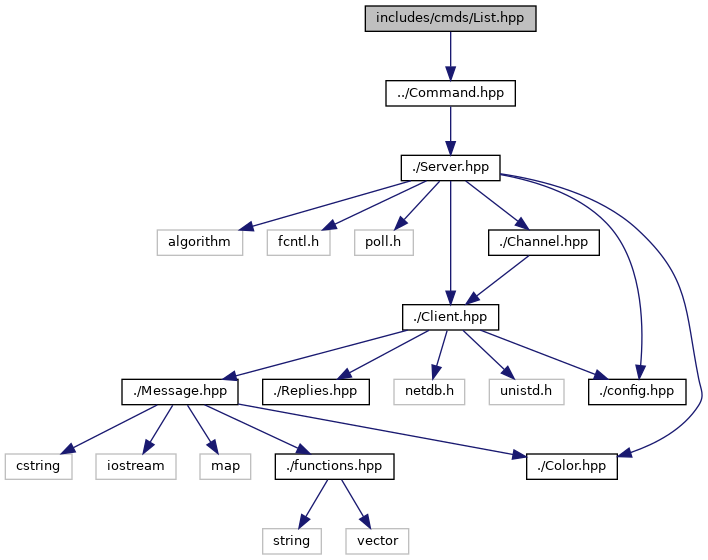 includes/cmds/List.hpp
../Command.hpp
./Server.hpp
algorithm
fcntl.h
poll.h
./Channel.hpp
./Client.hpp
./Message.hpp
./Replies.hpp
netdb.h
unistd.h
./config.hpp
cstring
iostream
map
./functions.hpp
./Color.hpp
string
vector